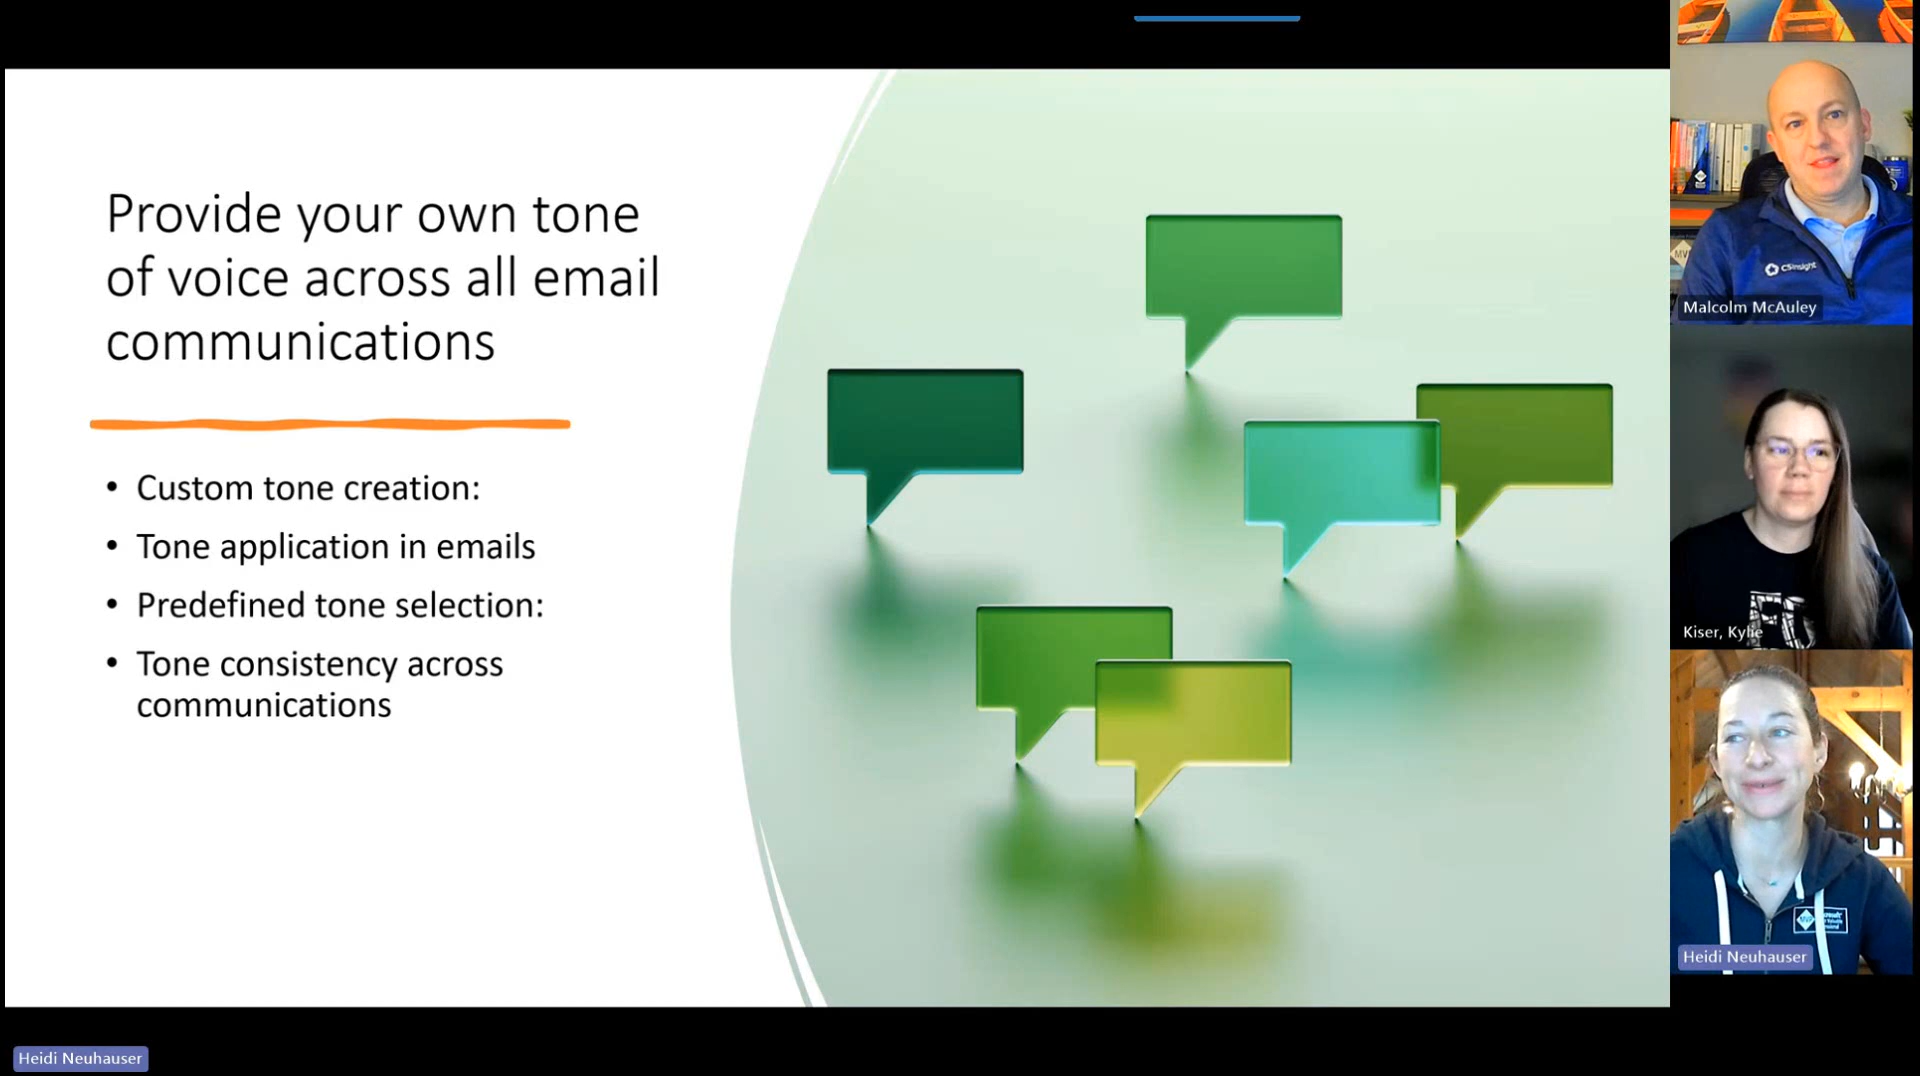 Provide your own tone
of voice across all email
communications
• Custom tone creation:
• Tone application in emails
• Predefined tone selection:
• Tone consistency across
communications
CSinsight
Malcolm McAuley
Kiser, Kylie
Heidi Neuhauser
Heidi Neuhauser